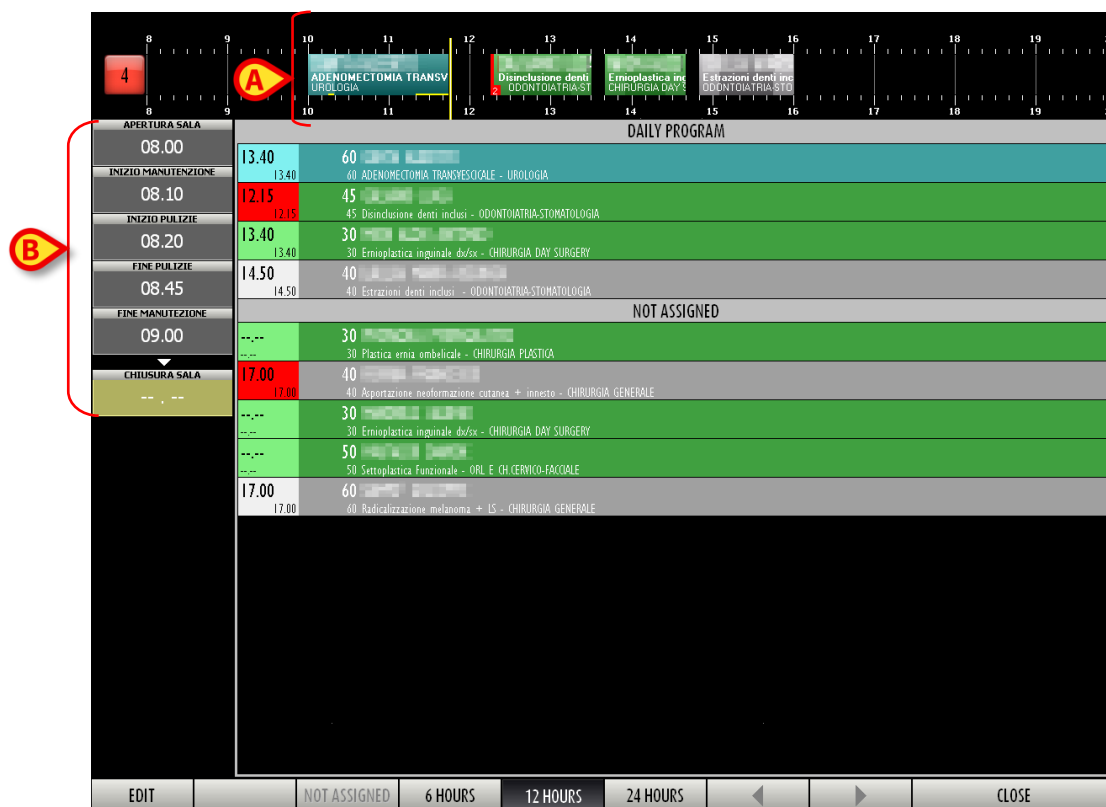 8 9 10 11 12 13 14 15 16 17 18 19
4
A
ADENOMECTOMIA TRANSV
UROLOGIA
2
Disinclusione denti
ODONTOIATRIA-ST
Ernioplastica ing
CHIRURGIA DAY S
Estrazioni denti inc
ODONTOIATRIA-STO
8 9 10 11 12 13 14 15 16 17 18 19
B
APERTURA SALA
08.00
INIZIO MANUTENZIONE
08.10
INIZIO PULIZIE
08.20
FINE PULIZIE
08.45
FINE MANUTEZIONE
09.00
CHIUSURA SALA
-- . --
DAILY PROGRAM
13.40 60
13.40 60 ADENOMECTOMIA TRANSVESCICALE - UROLOGIA
12.15 45
12.15 45 Disinclusione denti inclusi - ODONTOIATRIA-STOMATOLOGIA
13.40 30
13.40 30 Ernioplastica inguinale dx/sx - CHIRURGIA DAY SURGERY
14.50 40
14.50 40 Estrazioni denti inclusi - ODONTOIATRIA-STOMATOLOGIA
NOT ASSIGNED
--.-- 30
--.-- 30 Plastica ernia ombelicale - CHIRURGIA PLASTICA
17.00 40
17.00 40 Asportazione neoformazione cutanea + innesto - CHIRURGIA GENERALE
--.-- 30
--.-- 30 Ernioplastica inguinale dx/sx - CHIRURGIA DAY SURGERY
--.-- 50
--.-- 50 Settoplastica Funzionale - ORL E CH.CERVICO-FACCIALE
17.00 60
17.00 60 Radicalizzazione melanoma + LS - CHIRURGIA GENERALE
EDIT NOT ASSIGNED 6 HOURS 12 HOURS 24 HOURS CLOSE